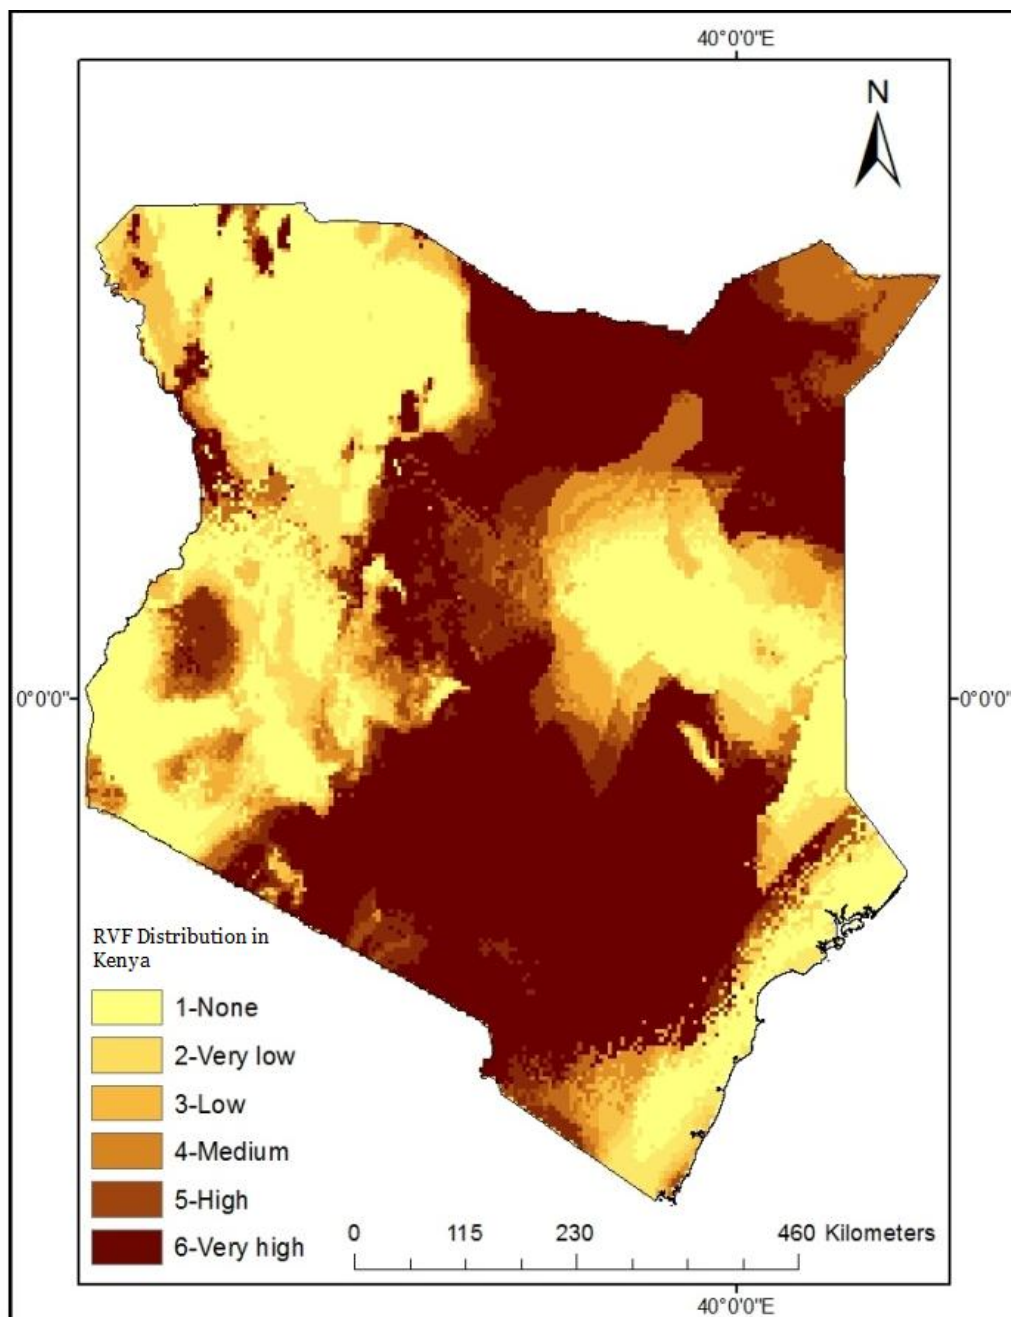 40°0'0"E
N
0°0'0"
0°0'0"
RVF Distribution in
Kenya
1-None
2-Very low
3-Low
4-Medium
5-High
6-Very high
0 115 230 460 Kilometers
40°0'0"E